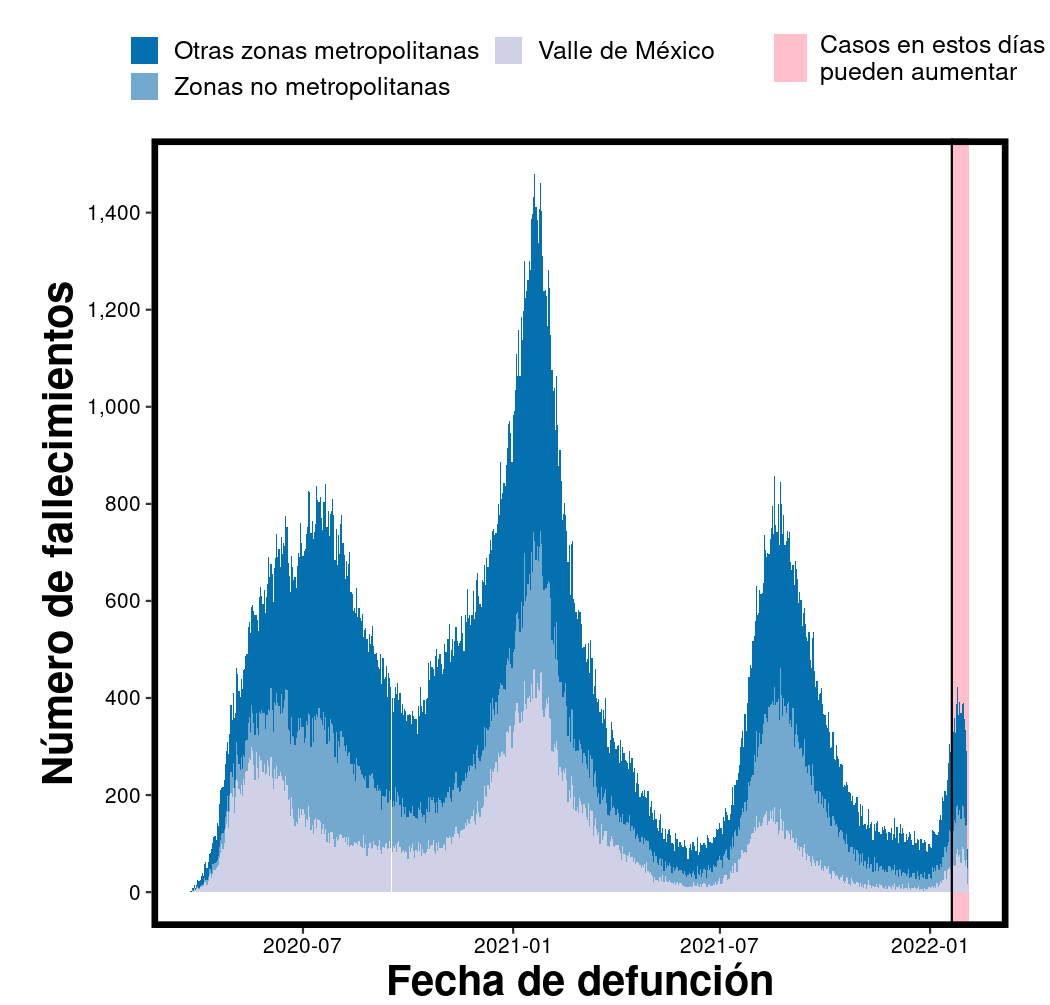 Otras zonas metropolitanas
Zonas no metropolitanas
Valle de México
Casos en estos días
pueden aumentar
Número de fallecimientos
1,400
1,200
1,000
800
600
400
200
0
2020-07
2021-01
2021-07
2022-01
Fecha de defunción